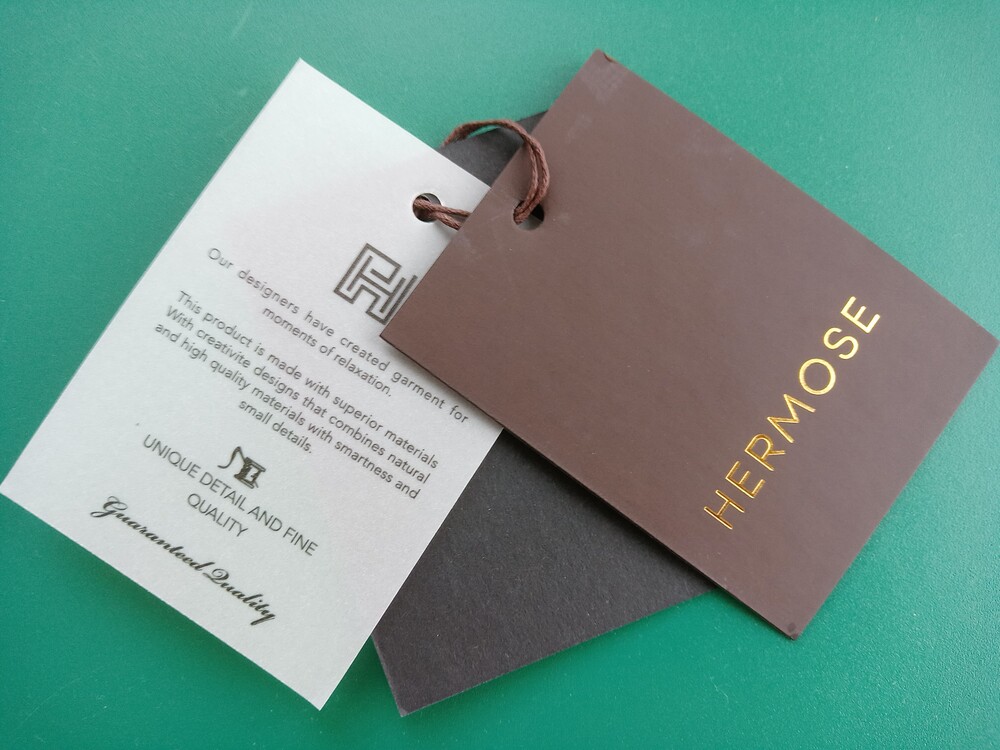 Our designers have created garment for
moments of relaxation.
This product is made with superior materials
With creativite designs that combines natural
and high quality materials with smartness and
small details.
UNIQUE DETAIL AND FINE
QUALITY
Guaranteed Quality
HERMOSE